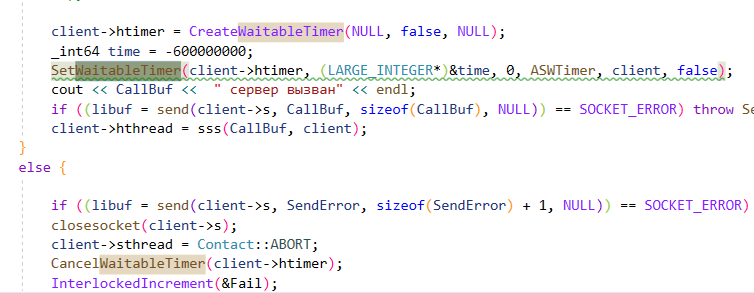 client->htimer = CreateWaitableTimer(NULL, false, NULL);
_int64 time = -600000000;
SetWaitableTimer(client->htimer, (LARGE_INTEGER*)&time, 0, ASWTimer, client, false);
cout << CallBuf << " сервер вызван" << endl;
if ((libuf = send(client->s, CallBuf, sizeof(CallBuf), NULL)) == SOCKET_ERROR) throw Se
client->hthread = sss(CallBuf, client);
}
else {
if ((libuf = send(client->s, SendError, sizeof(SendError) + 1, NULL)) == SOCKET_ERROR)
closesocket(client->s);
client->sthread = Contact::ABORT;
CancelWaitableTimer(client->htimer);
InterlockedIncrement(&Fail);